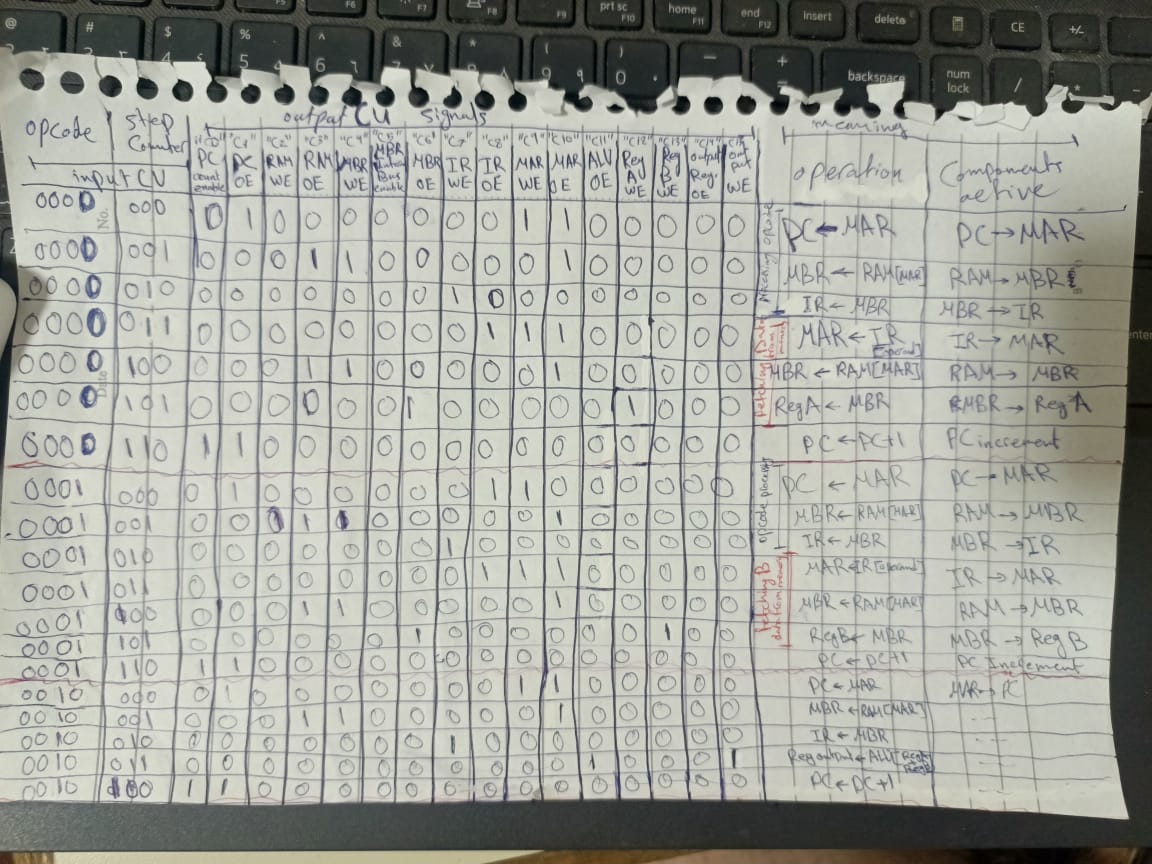 @ # $ % ^ & * ( ) F6 F7 F8 F9 prt sc F10 home F11 end F12 insert delete CE +/-
3 4 5 6 7 9 0 - + = backspace num lock / *
output CU signals meaning
opcode step Counter "C0" PC count enable "C1" PC OE "C2" RAM WE "C3" RAM OE "C4" MBR WE "C5" MBR Bus enable "C6" MBR OE "C7" IR WE "C8" IR OE "C9" MAR WE "C10" MAR OE "C11" ALU OE "C12" Reg A WE "C13" Reg B WE "C14" output Reg. OE "C15" output WE operation Components active
input CU
0000 000 0 1 0 0 0 0 0 0 0 1 1 0 0 0 0 0 PC ← MAR PC → MAR
0000 001 0 0 0 1 1 0 0 0 0 0 1 0 0 0 0 0 MBR ← RAM[MAR] RAM → MBR
0000 010 0 0 0 0 0 0 0 1 0 0 0 0 0 0 0 0 IR ← MBR MBR → IR
0000 011 0 0 0 0 0 0 0 0 1 1 1 0 0 0 0 0 MAR ← IR [operand] IR → MAR
0000 100 0 0 0 1 1 0 0 0 0 0 1 0 0 0 0 0 MBR ← RAM[MAR] RAM → MBR
0000 101 0 0 0 0 0 0 1 0 0 0 0 0 1 0 0 0 RegA ← MBR MBR → RegA
0000 110 1 1 0 0 0 0 0 0 0 0 0 0 0 0 0 0 PC ← PC+1 PC increment
0001 000 0 1 0 0 0 0 0 0 1 1 0 0 0 0 0 PC ← MAR PC → MAR
0001 001 0 0 0 1 1 0 0 0 0 0 1 0 0 0 0 0 MBR ← RAM[MAR] RAM → MBR
0001 010 0 0 0 0 0 0 0 1 0 0 0 0 0 0 0 0 IR ← MBR MBR → IR
0001 011 0 0 0 0 0 0 0 0 1 1 1 0 0 0 0 0 MAR ← IR[operand] IR → MAR
0001 100 0 0 0 1 1 0 0 0 0 0 1 0 0 0 0 0 MBR ← RAM[MAR] RAM → MBR
0001 101 0 0 0 0 0 0 1 0 0 0 0 0 0 1 0 0 RegB ← MBR MBR → RegB
0001 110 1 1 0 0 0 0 0 0 0 0 0 0 0 0 0 0 PC ← PC+1 PC Increment
0010 000 0 1 0 0 0 0 0 0 0 1 1 0 0 0 0 0 PC ← MAR MAR → PC
0010 001 0 0 0 1 1 0 0 0 0 0 1 0 0 0 0 0 MBR ← RAM[MAR]
0010 010 0 0 0 0 0 0 0 1 0 0 0 0 0 0 0 0 IR ← MBR
0010 011 0 0 0 0 0 0 0 0 0 0 0 1 0 0 0 1 ← ALU
0010 100 1 1 0 0 0 0 0 0 0 0 0 0 0 0 0 0 PC ← PC+1
fetching opcode
fetching Data from
opcode
fetching B data from memory
No.
Date